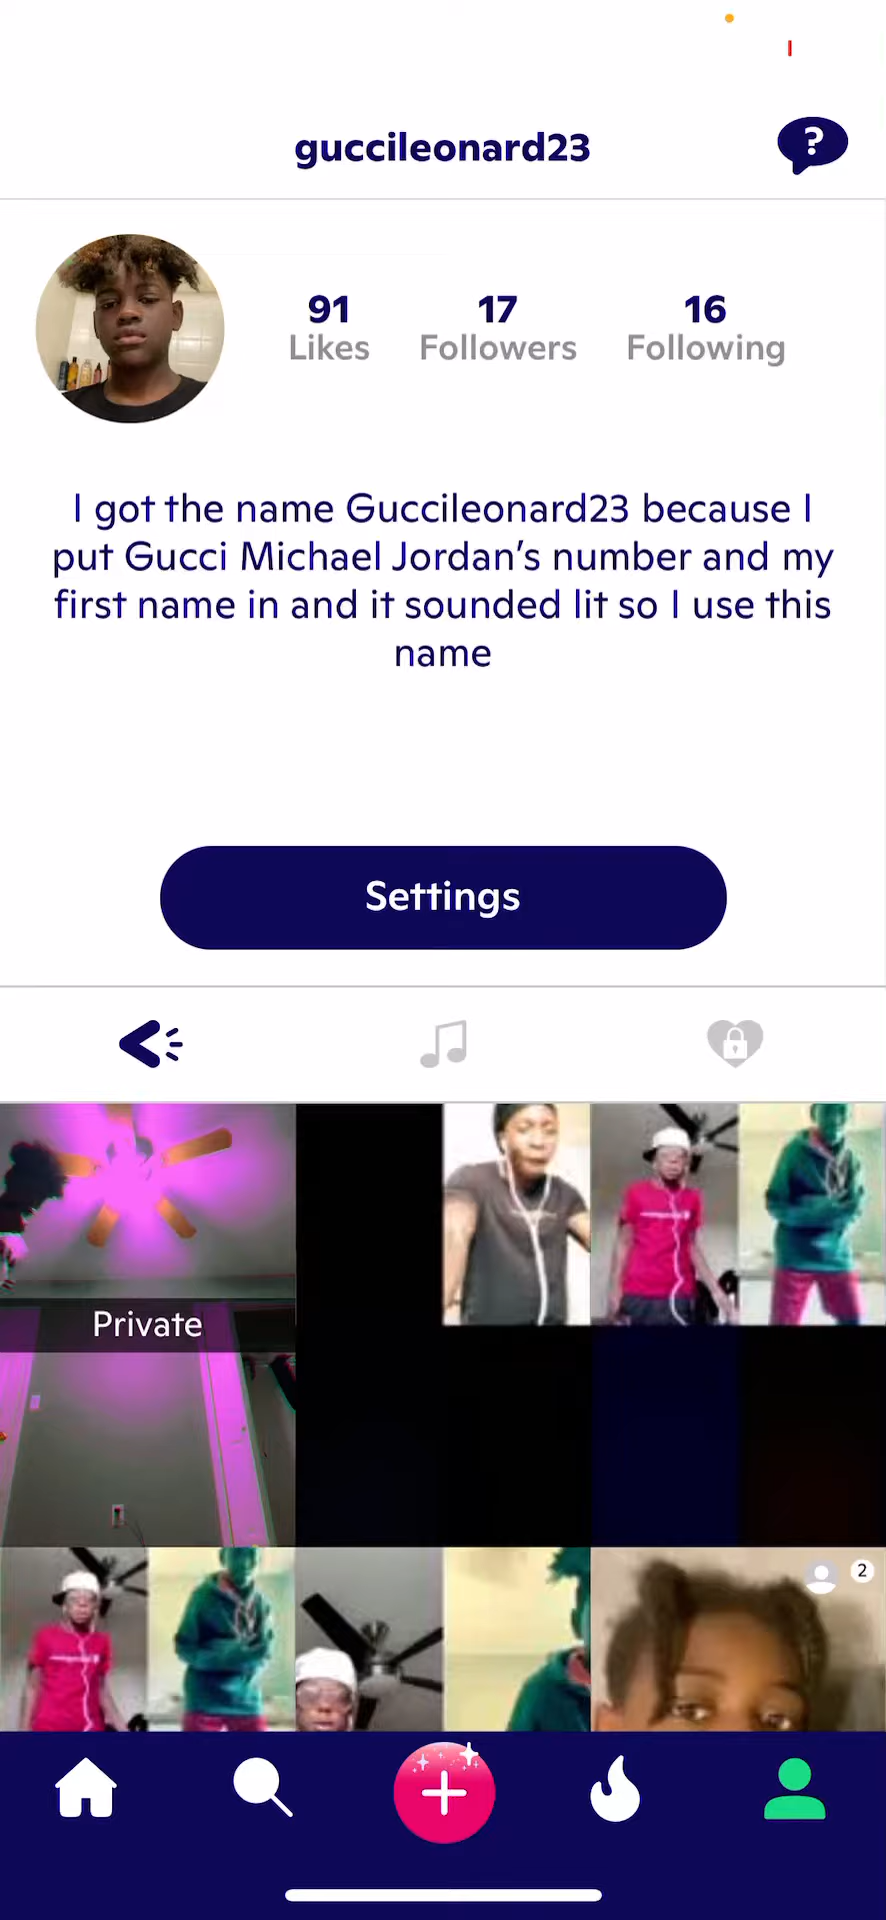 guccileonard23
?
91 17 16
Likes Followers Following
I got the name Guccileonard23 because I
put Gucci Michael Jordan’s number and my
first name in and it sounded lit so I use this
name
Settings
Private
2